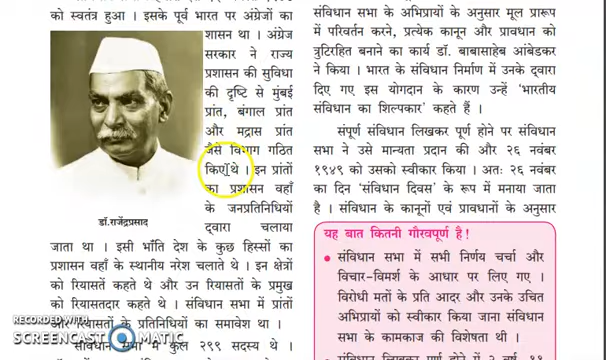 को स्वतंत्र हुआ । इसके पूर्व भारत पर अंग्रेजों का
शासन था । अंग्रेज
सरकार ने राज्य
प्रशासन की सुविधा
की दृष्टि से मुंबई
प्रांत, बंगाल प्रांत
और मद्रास प्रांत
जैसे विभाग गठित
किए थे । इन प्रांतों
का प्रशासन वहाँ
के जनप्रतिनिधियों
द्वारा चलाया
डॉ.राजेंद्रप्रसाद
जाता था । इसी भाँति देश के कुछ हिस्सों का
प्रशासन वहाँ के स्थानीय नरेश चलाते थे । इन क्षेत्रों
को रियासतें कहते थे और उन रियासतों के प्रमुख
को रियासतदार कहते थे । संविधान सभा में प्रांतों
और रियासतों के प्रतिनिधियों का समावेश था ।
संविधान सभा में कुल २९९ सदस्य थे ।
संविधान सभा के अभिप्रायों के अनुसार मूल प्रारूप
में परिवर्तन करने, प्रत्येक कानून और प्रावधान को
त्रुटिरहित बनाने का कार्य डॉ. बाबासाहेब आंबेडकर
ने किया । भारत के संविधान निर्माण में उनके द्वारा
दिए गए इस योगदान के कारण उन्हें ‘भारतीय
संविधान का शिल्पकार’ कहते हैं ।
संपूर्ण संविधान लिखकर पूर्ण होने पर संविधान
सभा ने उसे मान्यता प्रदान की और २६ नवंबर
१९४९ को उसको स्वीकार किया । अतः २६ नवंबर
का दिन ‘संविधान दिवस’ के रूप में मनाया जाता
है । संविधान के कानूनों एवं प्रावधानों के अनुसार
यह बात कितनी गौरवपूर्ण है !
• संविधान सभा में सभी निर्णय चर्चा और
विचार-विमर्श के आधार पर लिए गए ।
विरोधी मतों के प्रति आदर और उनके उचित
अभिप्रायों को स्वीकार किया जाना संविधान
सभा के कामकाज की विशेषता थी ।
RECORDED WITH
SCREENCAST MATIC